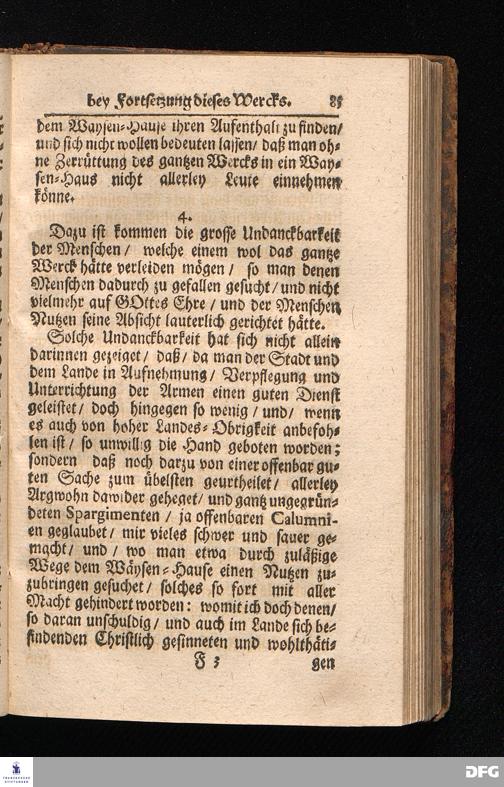 bey Fortsetzung dieses Wercks. 85
dem Waysen-Hause ihren Aufenthalt zu finden/
und sich nicht wollen bedeuten lassen/ daß man oh-
ne Zerrüttung des gantzen Wercks in ein Way-
sen-Haus nicht allerley Leute einnehmen
könne.
4.
Dazu ist kommen die grosse Undanckbarkeit
der Menschen/ welche einem wol das gantze
Werck hätte verleiden mögen/ so man denen
Menschen dadurch zu gefallen gesucht/ und nicht
vielmehr auf GOttes Ehre/ und der Menschen
Nutzen seine Absicht lauterlich gerichtet hätte.
Solche Undanckbarkeit hat sich nicht allein
darinnen gezeiget/ daß/ da man der Stadt und
dem Lande in Aufnehmung/ Verpflegung und
Unterrichtung der Armen einen guten Dienst
geleistet/ doch hingegen so wenig/ und/ wenn
es auch von hoher Landes-Obrigkeit anbefoh-
len ist/ so unwillig die Hand geboten worden;
sondern daß noch darzu von einer offenbar gu-
ten Sache zum übelsten geurtheilet/ allerley
Argwohn dawider geheget/ und gantz ungegrün-
deten Spargimenten/ ja offenbaren Calumni-
en geglaubet/ mir vieles schwer und sauer ge-
macht/ und/ wo man etwa durch zuläßige
Wege dem Wäysen-Hause einen Nutzen zu-
zubringen gesuchet/ solches so fort mit aller
Macht gehindert worden: womit ich doch denen/
so daran unschuldig/ und auch im Lande sich be-
findenden Christlich gesinneten und wohlthäti-
F 3 gen
FRANCKESCHE
STIFTUNGEN
DFG